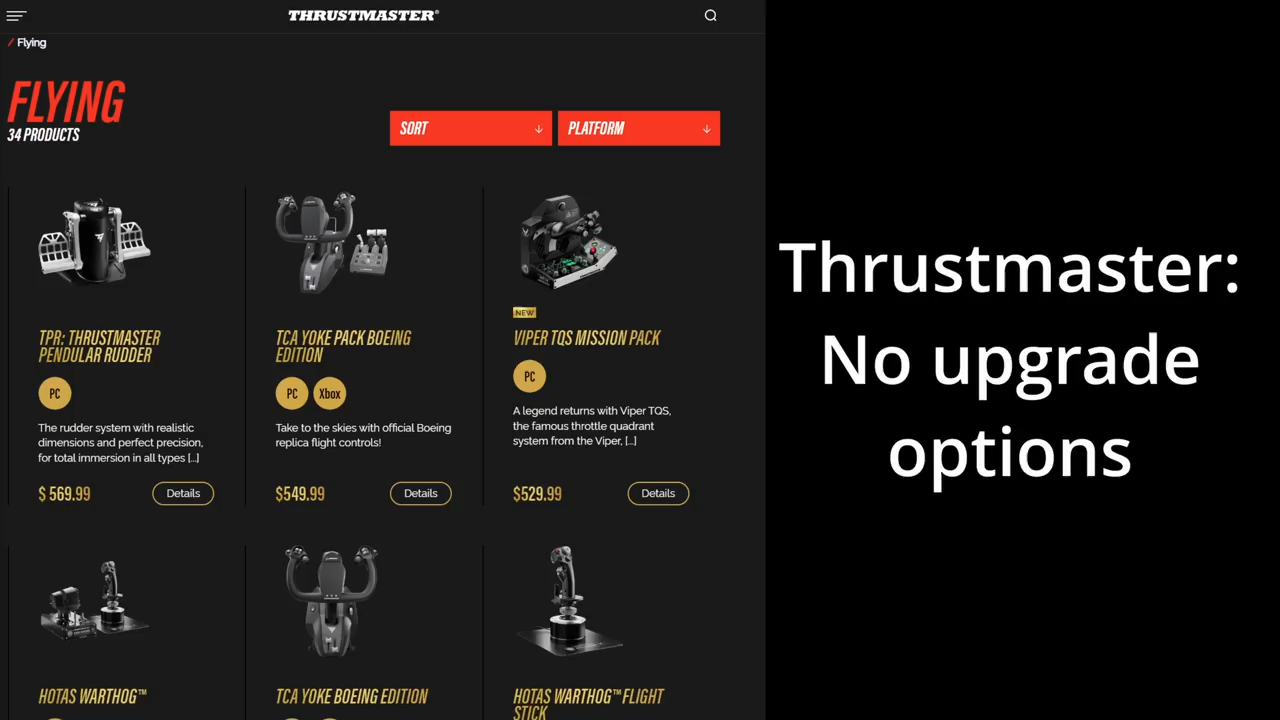 THRUSTMASTER®
/ Flying
FLYING
34 PRODUCTS
SORT ↓
PLATFORM ↓
TPR: THRUSTMASTER
PENDULAR RUDDER
PC
The rudder system with realistic
dimensions and perfect precision,
for total immersion in all types [...]
$ 569.99
Details
TCA YOKE PACK BOEING
EDITION
PC Xbox
Take to the skies with official Boeing
replica flight controls!
$549.99
Details
NEW
VIPER TQS MISSION PACK
PC
A legend returns with Viper TQS,
the famous throttle quadrant
system from the Viper, [...]
$529.99
Details
HOTAS WARTHOG™
TCA YOKE BOEING EDITION
HOTAS WARTHOG™ FLIGHT
STICK
Thrustmaster:
No upgrade
options